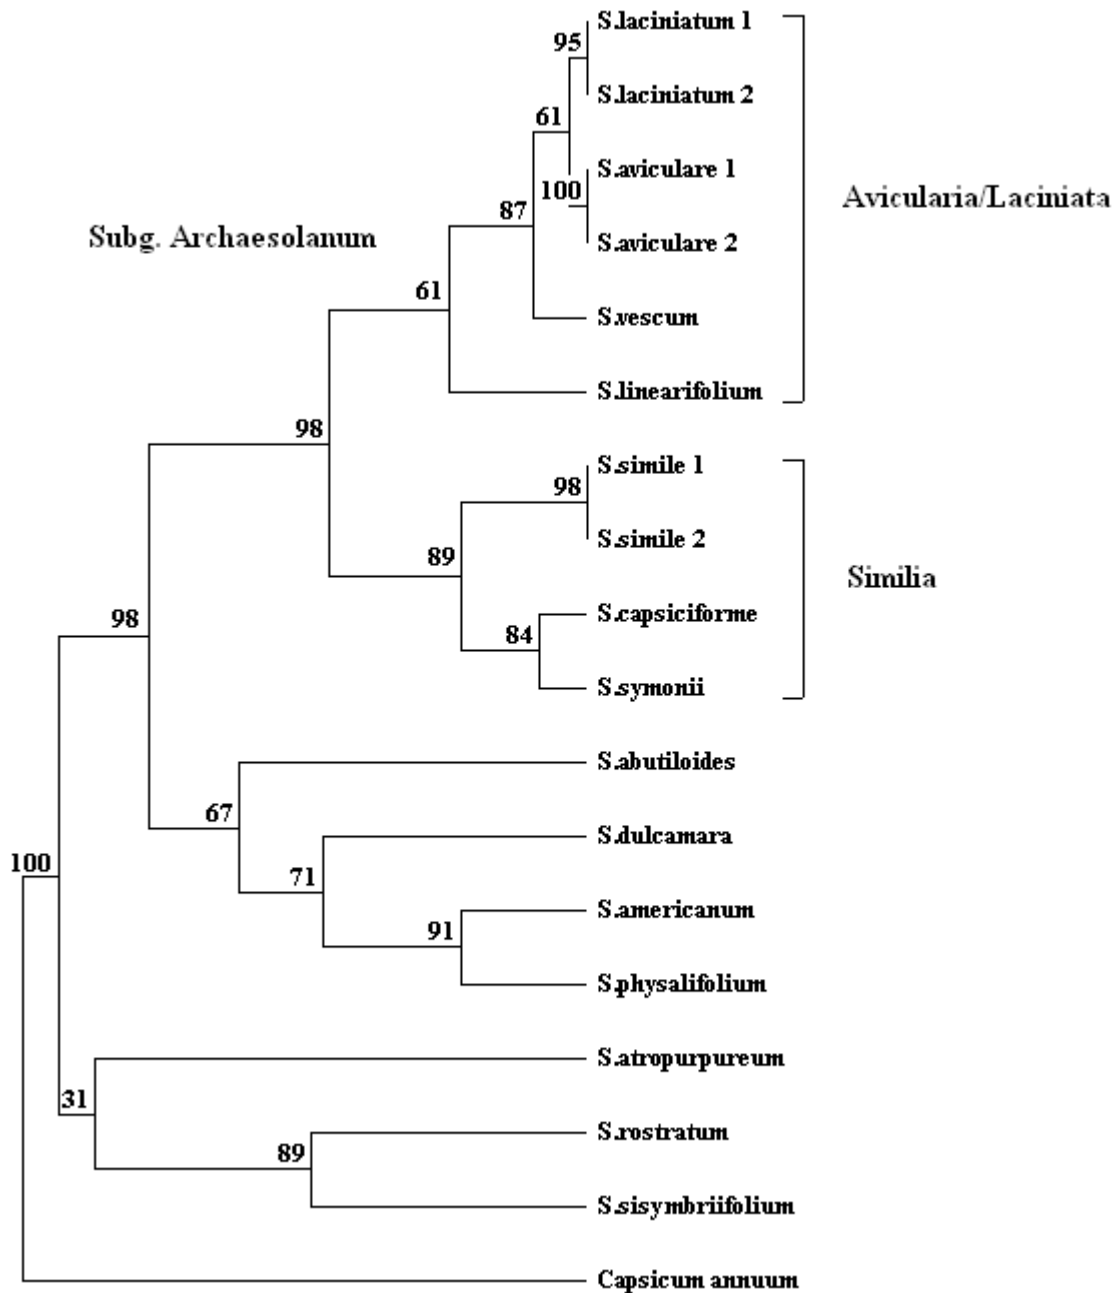 S.laciniatum 1
95
S.laciniatum 2
61
S.aviculare 1
100
Avicularia/Laciniata
87
Subg. Archaesolanum
S.aviculare 2
61
S.vescum
S.linearifolium
98
S.simile 1
98
S.simile 2
89
Similia
S.capsiciforme
98
84
S.symonii
S.abutiloides
67
S.dulcamara
100
71
S.americanum
91
S.physalifolium
S.atropurpureum
31
S.rostratum
89
S.sisymbriifolium
Capsicum annuum